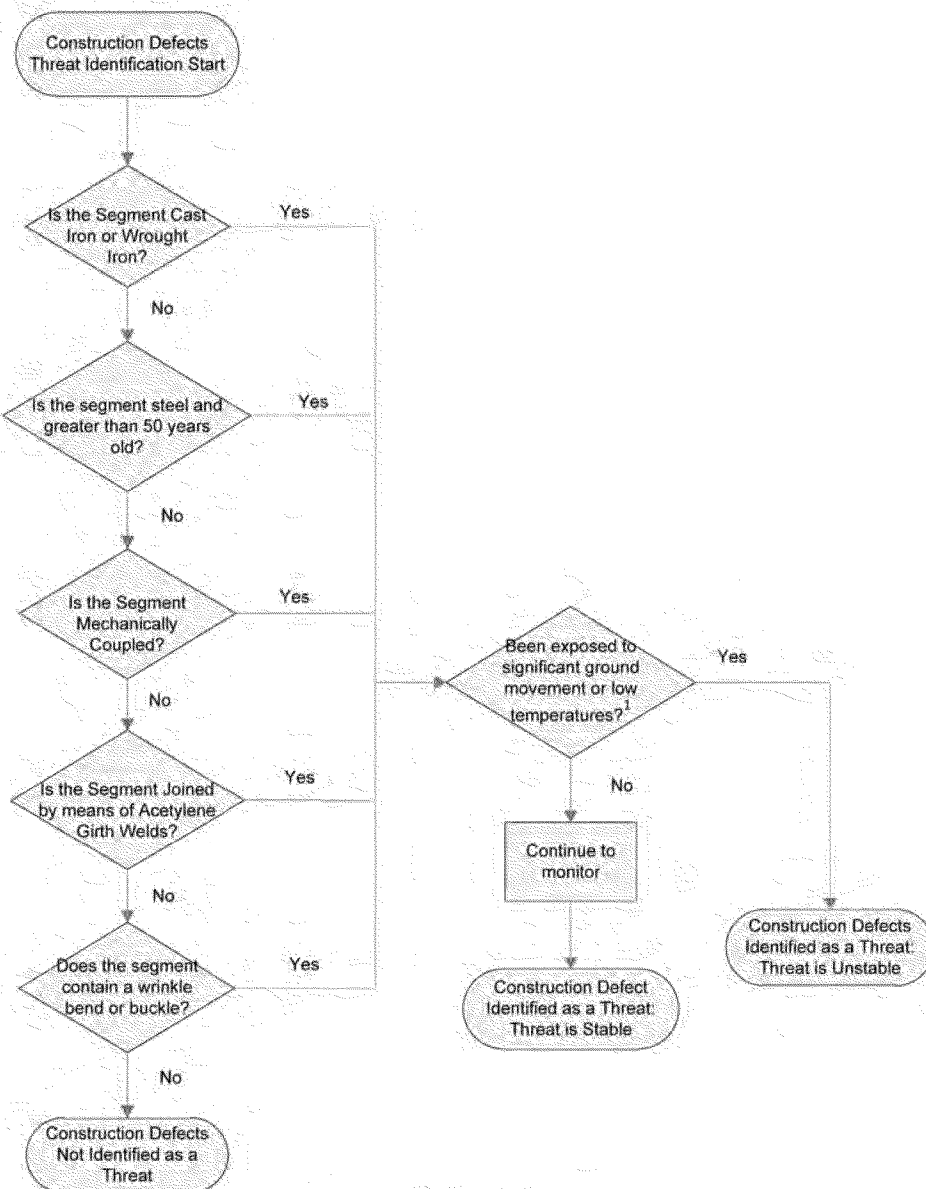 Construction Defects
Threat Identification Start
Is the Segment Cast
Iron or Wrought
Iron?
Yes
No
Is the segment steel and
greater than 50 years
old?
Yes
No
Is the Segment
Mechanically
Coupled?
Yes
No
Is the Segment Joined
by means of Acetylene
Girth Welds?
Yes
No
Does the segment
contain a wrinkle
bend or buckle?
Yes
No
Construction Defects
Not Identified as a
Threat
Been exposed to
significant ground
movement or low
temperatures?1
Yes
No
Continue to
monitor
Construction Defect
Identified as a Threat:
Threat is Stable
Construction Defects
Identified as a Threat:
Threat is Unstable